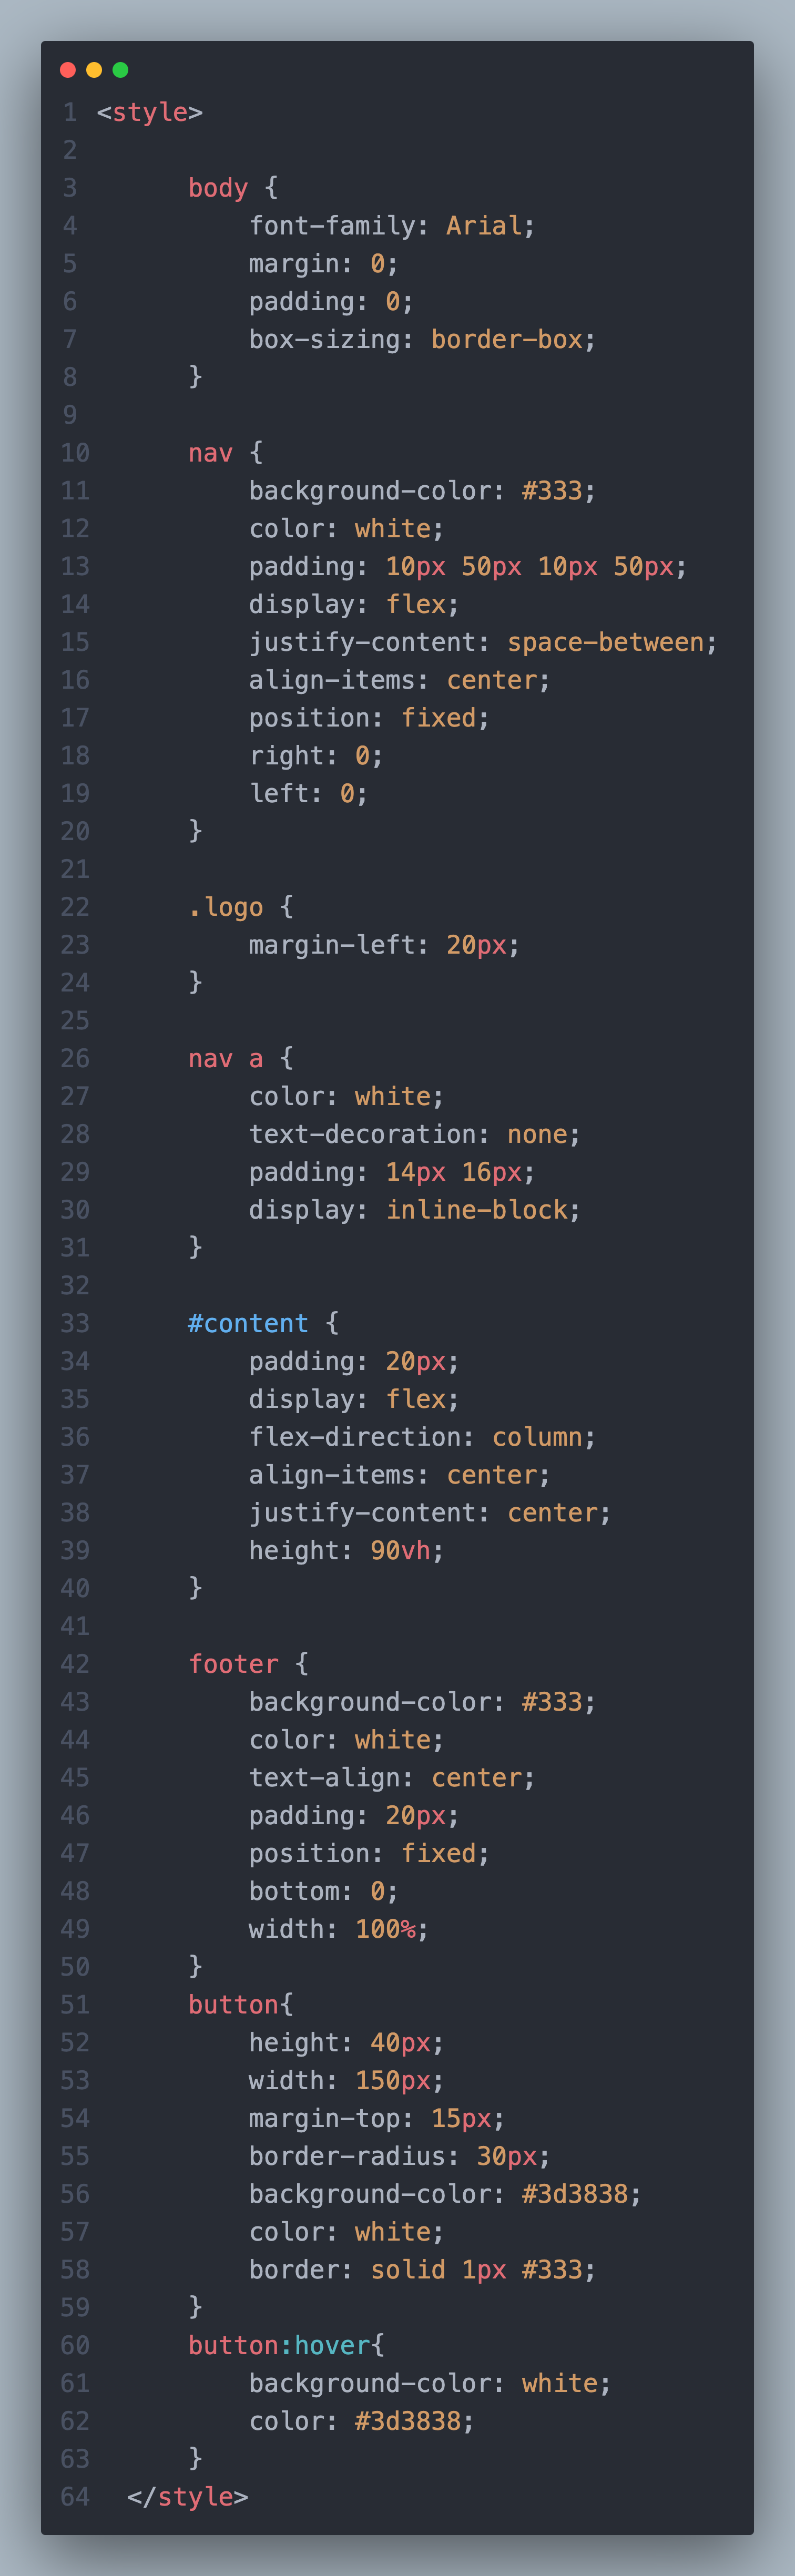 1 <style>
2
3 body {
4 font-family: Arial;
5 margin: 0;
6 padding: 0;
7 box-sizing: border-box;
8 }
9
10 nav {
11 background-color: #333;
12 color: white;
13 padding: 10px 50px 10px 50px;
14 display: flex;
15 justify-content: space-between;
16 align-items: center;
17 position: fixed;
18 right: 0;
19 left: 0;
20 }
21
22 .logo {
23 margin-left: 20px;
24 }
25
26 nav a {
27 color: white;
28 text-decoration: none;
29 padding: 14px 16px;
30 display: inline-block;
31 }
32
33 #content {
34 padding: 20px;
35 display: flex;
36 flex-direction: column;
37 align-items: center;
38 justify-content: center;
39 height: 90vh;
40 }
41
42 footer {
43 background-color: #333;
44 color: white;
45 text-align: center;
46 padding: 20px;
47 position: fixed;
48 bottom: 0;
49 width: 100%;
50 }
51 button{
52 height: 40px;
53 width: 150px;
54 margin-top: 15px;
55 border-radius: 30px;
56 background-color: #3d3838;
57 color: white;
58 border: solid 1px #333;
59 }
60 button:hover{
61 background-color: white;
62 color: #3d3838;
63 }
64 </style>